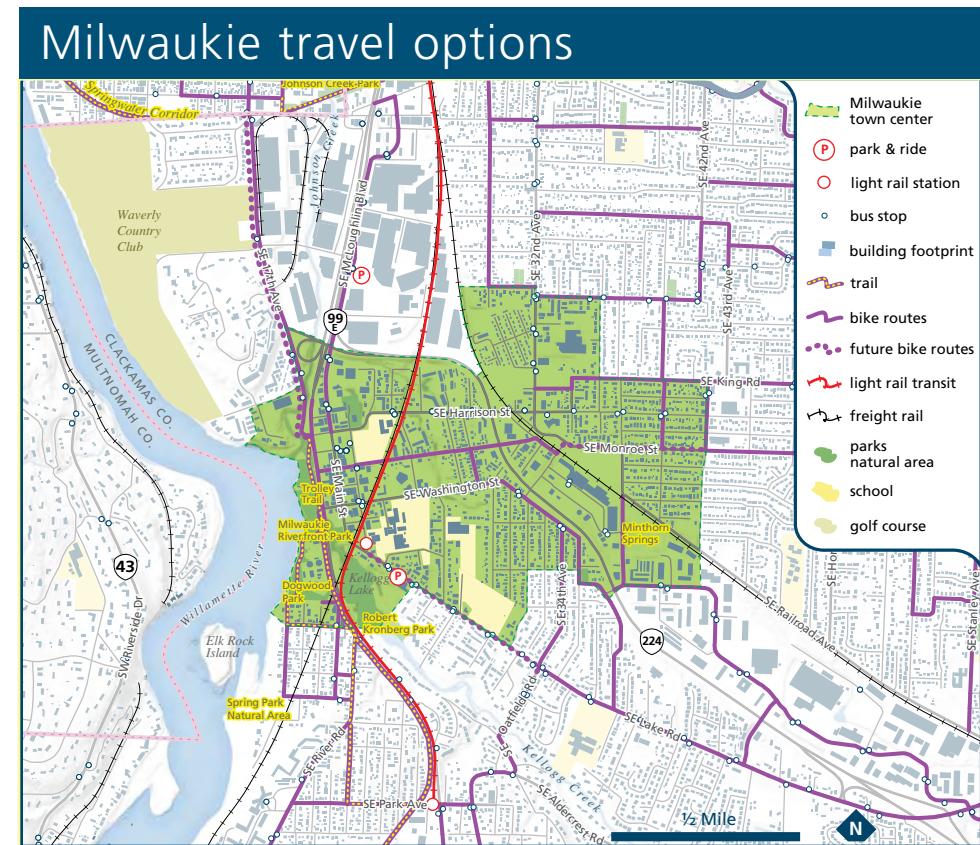 Milwaukie travel options
Johnson Creek Park
Springwater Corridor
Johnson Creek
SE McLoughlin Blvd
SE 42nd Ave
Waverly
Country
Club
SE 17th Ave
P
SE 32nd Ave
SE 43rd Ave
99
E
CLACKAMAS CO.
MULTNOMAH CO.
SE King Rd
SE Harrison St
SE Monroe St
SE Main St
SE Washington St
Trolley
Trail
Milwaukie
Riverfront Park
Minthorn
Springs
43
Willamette River
P
Kellogg
Lake
Dogwood
Park
SE 34th Ave
SE Railroad Ave
SE Stanley Ave
Robert
Kronberg Park
SW Riverside Dr
Elk Rock
Island
224
Spring Park
Natural Area
SE Oatfield Rd
SE Lake Rd
SE River Rd
Kellogg Creek
SE Park Ave
SE Aldercrest Rd
½ Mile
N
Milwaukie
town center
P
park & ride
light rail station
bus stop
building footprint
trail
bike routes
future bike routes
light rail transit
freight rail
parks
natural area
school
golf course